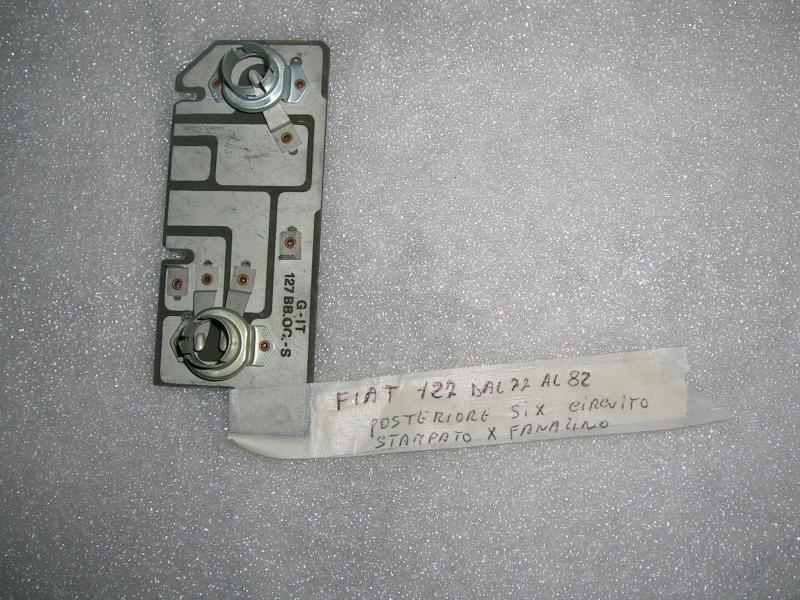 G-IT
127 BB.OC.-S
FIAT 127 DAL 72 AL 82
POSTERIORE SIX CIRCUITO
STAMPATO X FANALINO